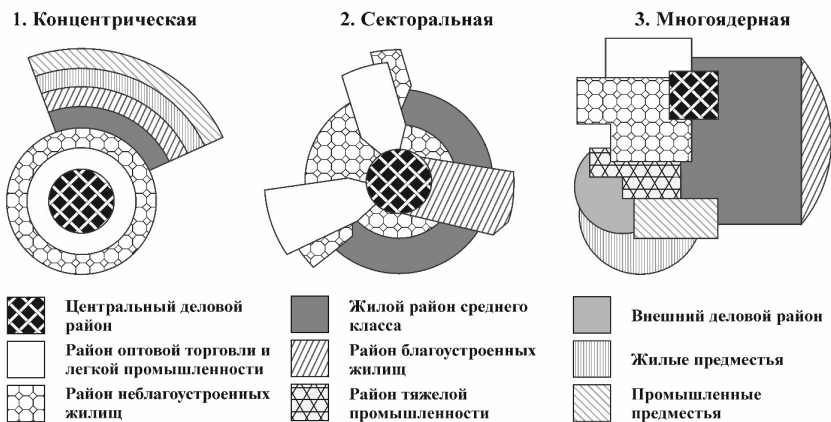 1. Концентрическая
2. Секторальная
3. Многоядерная
Центральный деловой
район
Район оптовой торговли и
легкой промышленности
Район неблагоустроенных
жилищ
Жилой район среднего
класса
Район благоустроенных
жилищ
Район тяжелой
промышленности
Внешний деловой район
Жилые предместья
Промышленные
предместья